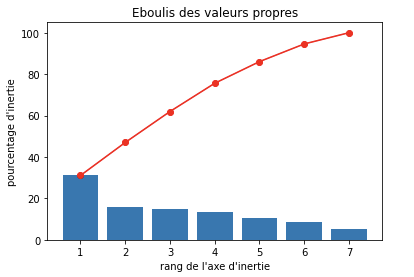 Eboulis des valeurs propres
pourcentage d'inertie
100
80
60
40
20
0
1 2 3 4 5 6 7
rang de l'axe d'inertie